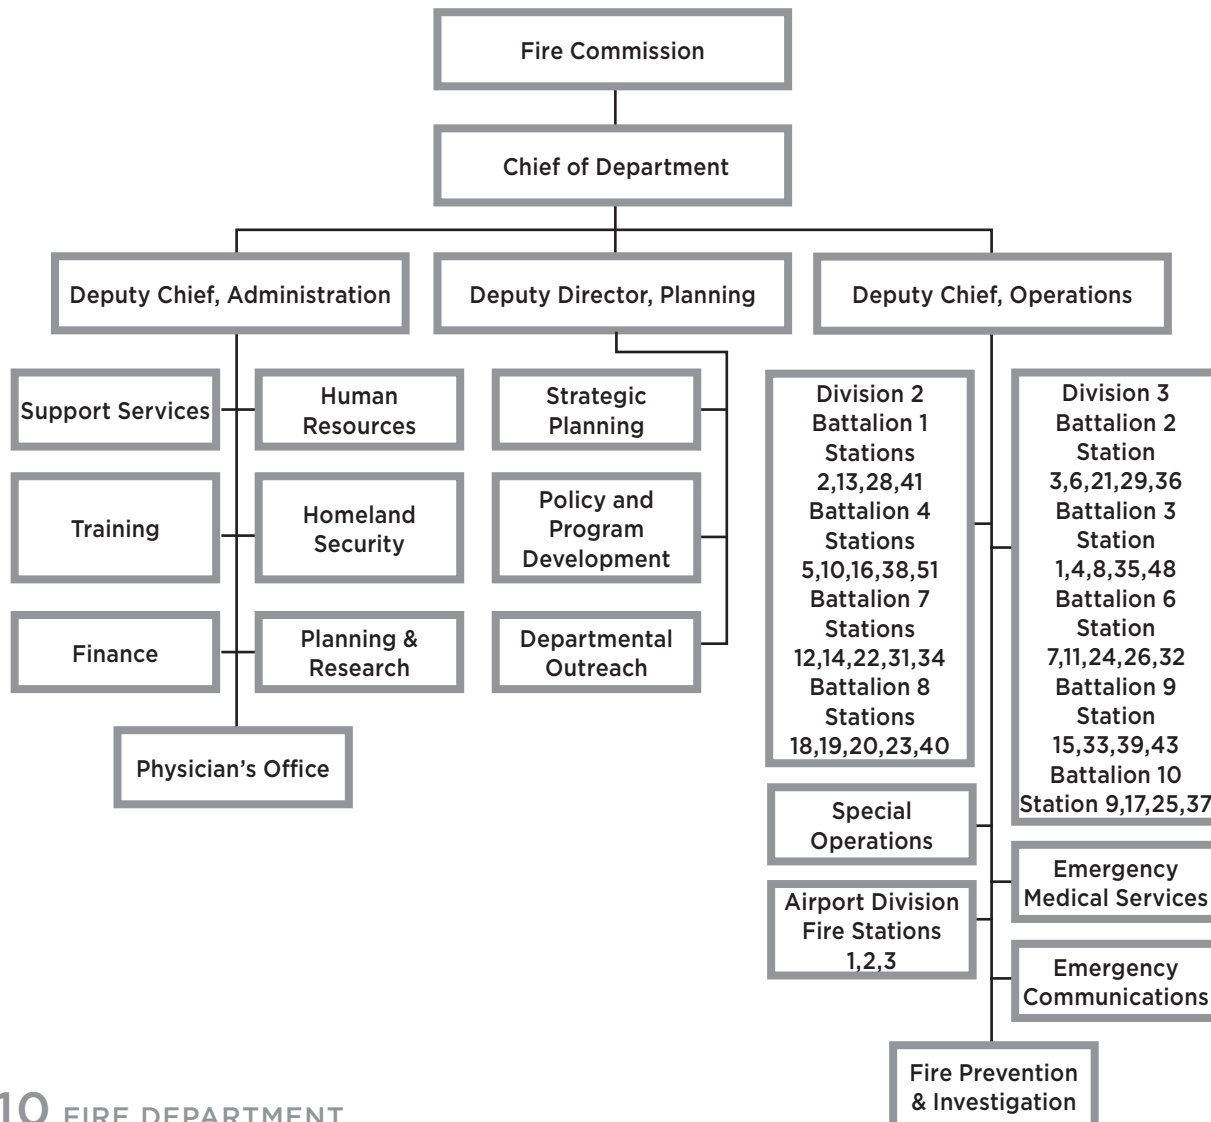 Fire Commission
Chief of Department
Deputy Chief, Administration
Deputy Director, Planning
Deputy Chief, Operations
Support Services
Human
Resources
Training
Homeland
Security
Finance
Planning &
Research
Physician's Office
Strategic
Planning
Policy and
Program
Development
Departmental
Outreach
Division 2
Battalion 1
Stations
2,13,28,41
Battalion 4
Stations
5,10,16,38,51
Battalion 7
Stations
12,14,22,31,34
Battalion 8
Stations
18,19,20,23,40
Division 3
Battalion 2
Station
3,6,21,29,36
Battalion 3
Station
1,4,8,35,48
Battalion 6
Station
7,11,24,26,32
Battalion 9
Station
15,33,39,43
Battalion 10
Station 9,17,25,37
Special
Operations
Airport Division
Fire Stations
1,2,3
Emergency
Medical Services
Emergency
Communications
Fire Prevention
& Investigation
10 FIRE DEPARTMENT